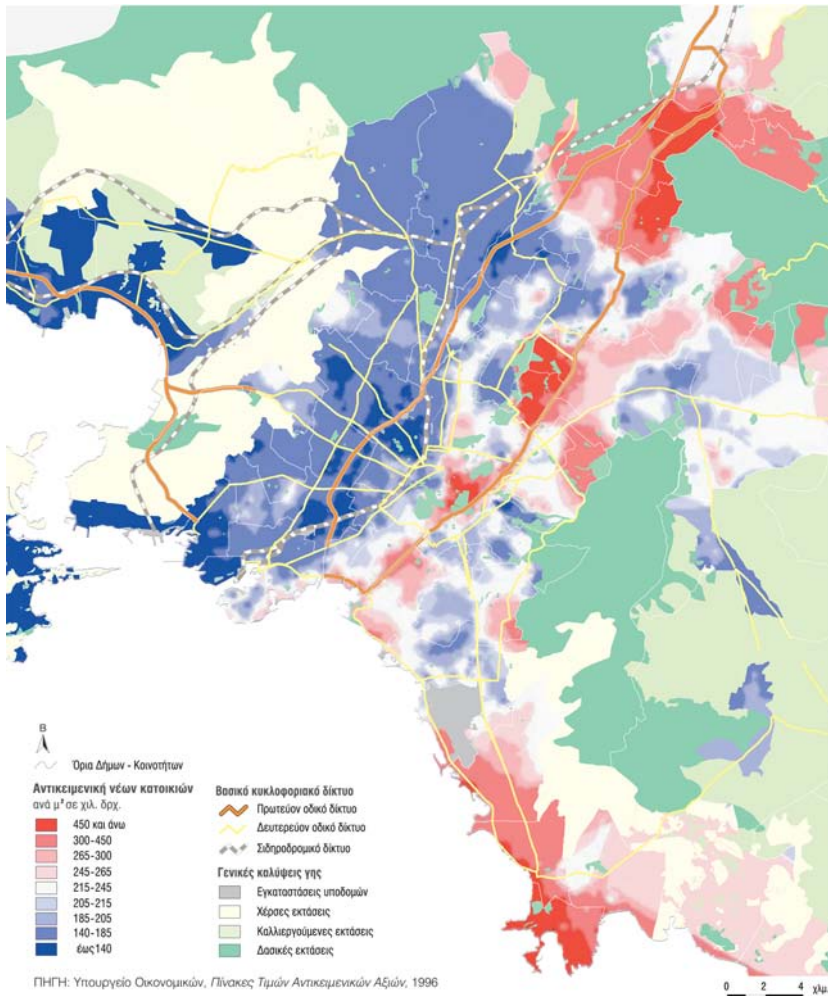 Β
Όρια Δήμων - Κοινοτήτων
Αντικειμενική νέων κατοικιών
ανά μ² σε χιλ. δρχ.
450 και άνω
300-450
265-300
245-265
215-245
205-215
185-205
140-185
έως 140
Βασικό κυκλοφοριακό δίκτυο
Πρωτεύον οδικό δίκτυο
Δευτερεύον οδικό δίκτυο
Σιδηροδρομικό δίκτυο
Γενικές καλύψεις γης
Εγκαταστάσεις υποδομών
Χέρσες εκτάσεις
Καλλιεργούμενες εκτάσεις
Δασικές εκτάσεις
ΠΗΓΗ: Υπουργείο Οικονομικών, Πίνακες Τιμών Αντικειμενικών Αξιών, 1996
0 2 4 χλμ.